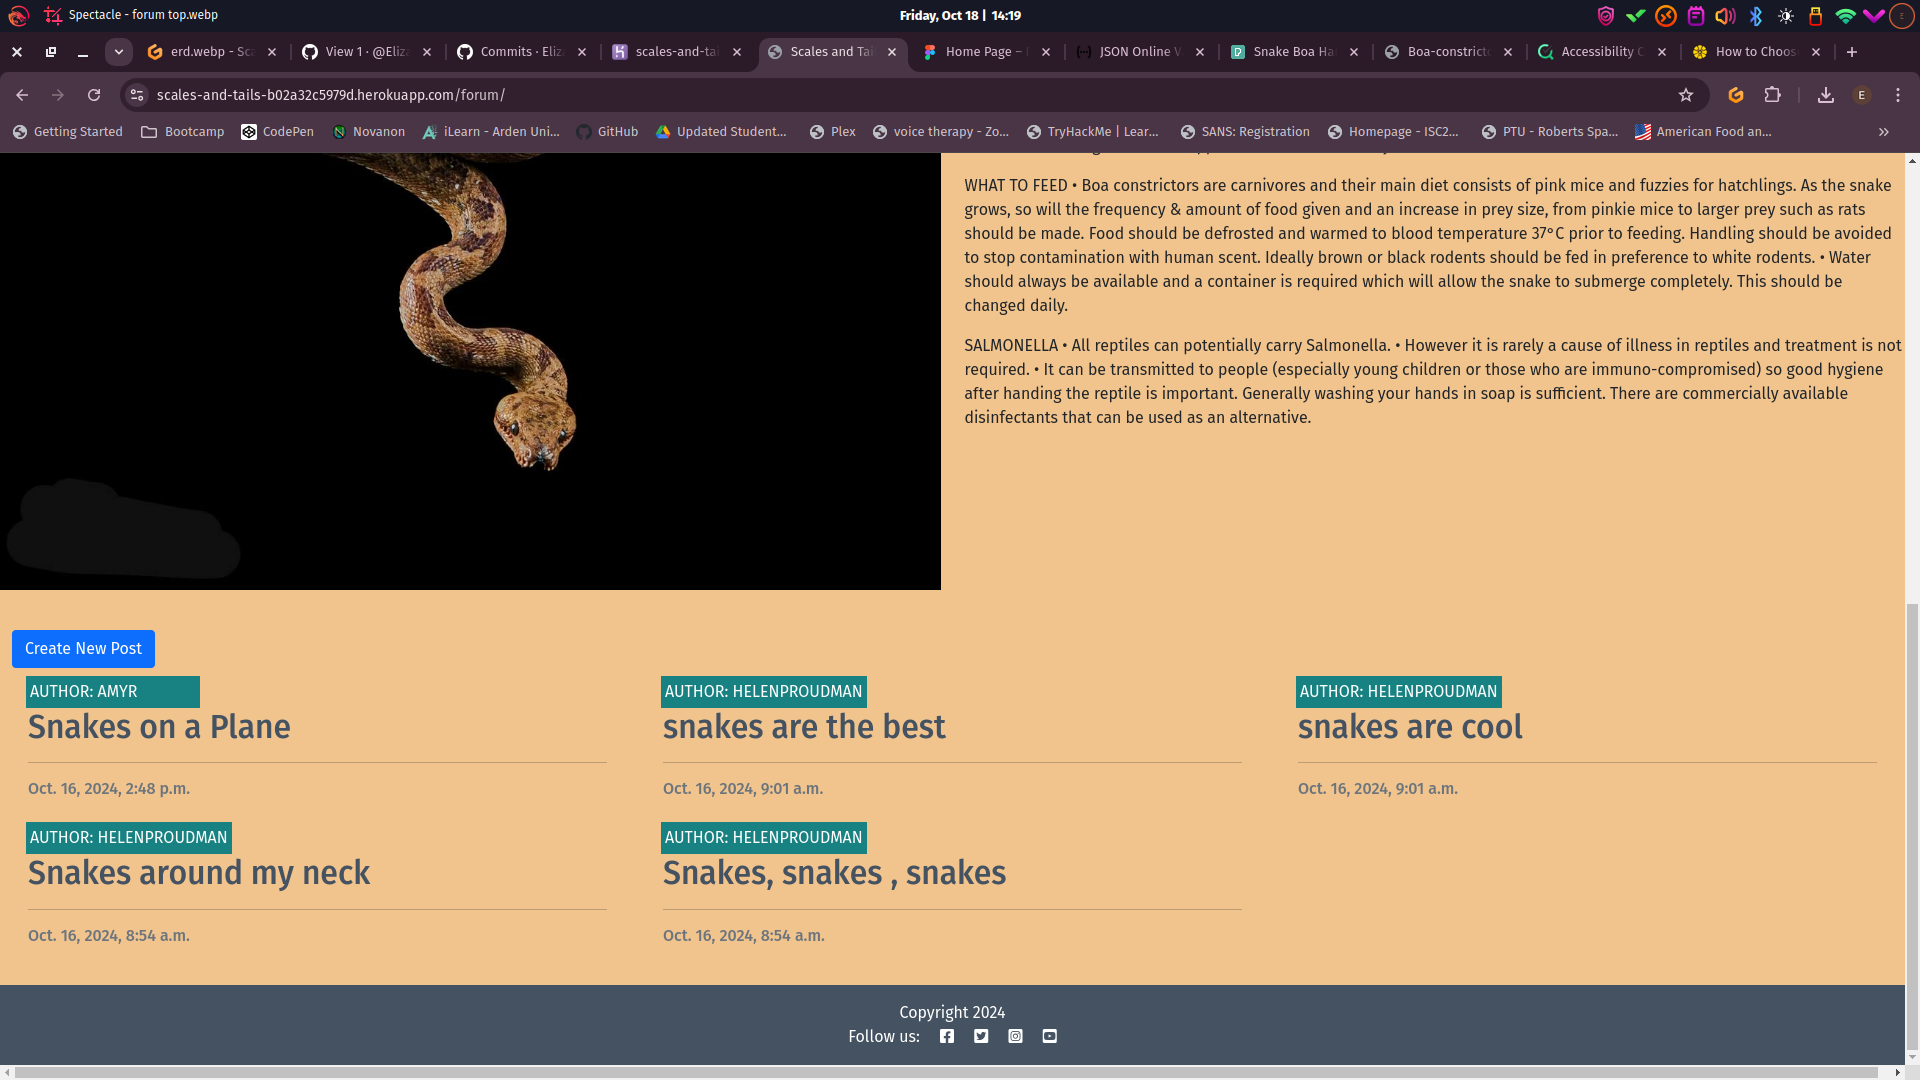 Spectacle - forum top.webp
Friday, Oct 18 | 14:19
erd.webp - Sc
View 1 · @Eliz
Commits · Eliz
scales-and-tai
Scales and Tai
Home Page –
JSON Online V
Snake Boa Ha
Boa-constricto
Accessibility C
How to Choos
scales-and-tails-b02a32c5979d.herokuapp.com/forum/
E
Getting Started
Bootcamp
CodePen
Novanon
iLearn - Arden Uni...
GitHub
Updated Student...
Plex
voice therapy - Zo...
TryHackMe | Lear...
SANS: Registration
Homepage - ISC2...
PTU - Roberts Spa...
American Food an...
WHAT TO FEED • Boa constrictors are carnivores and their main diet consists of pink mice and fuzzies for hatchlings. As the snake
grows, so will the frequency & amount of food given and an increase in prey size, from pinkie mice to larger prey such as rats
should be made. Food should be defrosted and warmed to blood temperature 37°C prior to feeding. Handling should be avoided
to stop contamination with human scent. Ideally brown or black rodents should be fed in preference to white rodents. • Water
should always be available and a container is required which will allow the snake to submerge completely. This should be
changed daily.
SALMONELLA • All reptiles can potentially carry Salmonella. • However it is rarely a cause of illness in reptiles and treatment is not
required. • It can be transmitted to people (especially young children or those who are immuno-compromised) so good hygiene
after handing the reptile is important. Generally washing your hands in soap is sufficient. There are commercially available
disinfectants that can be used as an alternative.
Create New Post
AUTHOR: AMYR
Snakes on a Plane
Oct. 16, 2024, 2:48 p.m.
AUTHOR: HELENPROUDMAN
snakes are the best
Oct. 16, 2024, 9:01 a.m.
AUTHOR: HELENPROUDMAN
snakes are cool
Oct. 16, 2024, 9:01 a.m.
AUTHOR: HELENPROUDMAN
Snakes around my neck
Oct. 16, 2024, 8:54 a.m.
AUTHOR: HELENPROUDMAN
Snakes, snakes , snakes
Oct. 16, 2024, 8:54 a.m.
Copyright 2024
Follow us: